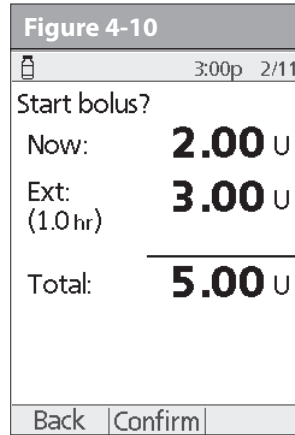 Figure 4-10
3:00p 2/11
Start bolus?
Now: 2.00 U
Ext: 3.00 U
(1.0 hr)
Total: 5.00 U
Back Confirm